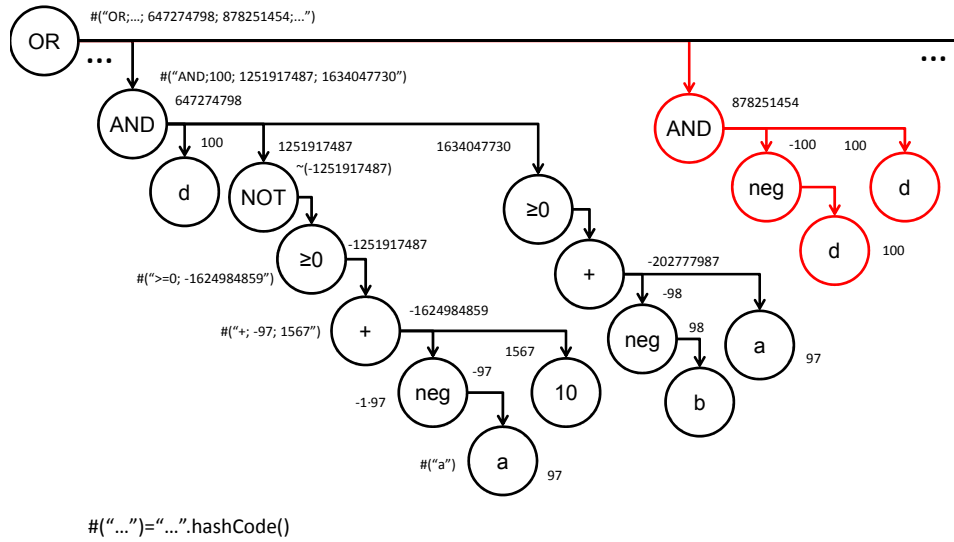 #(“OR;…; 647274798; 878251454;…”)
OR
…
…
#(“AND;100; 1251917487; 1634047730”)
647274798
878251454
AND
AND
100
1251917487
1634047730
-100
100
~(-1251917487)
d
NOT
≥0
neg
d
-1251917487
≥0
+
d
100
#(“>=0; -1624984859”)
-202777987
-98
-1624984859
#(“+; -97; 1567”)
+
neg
98
a
1567
97
-97
neg
10
b
-1·97
#(“a”)
a
97
#(“…”)=“…”.hashCode()